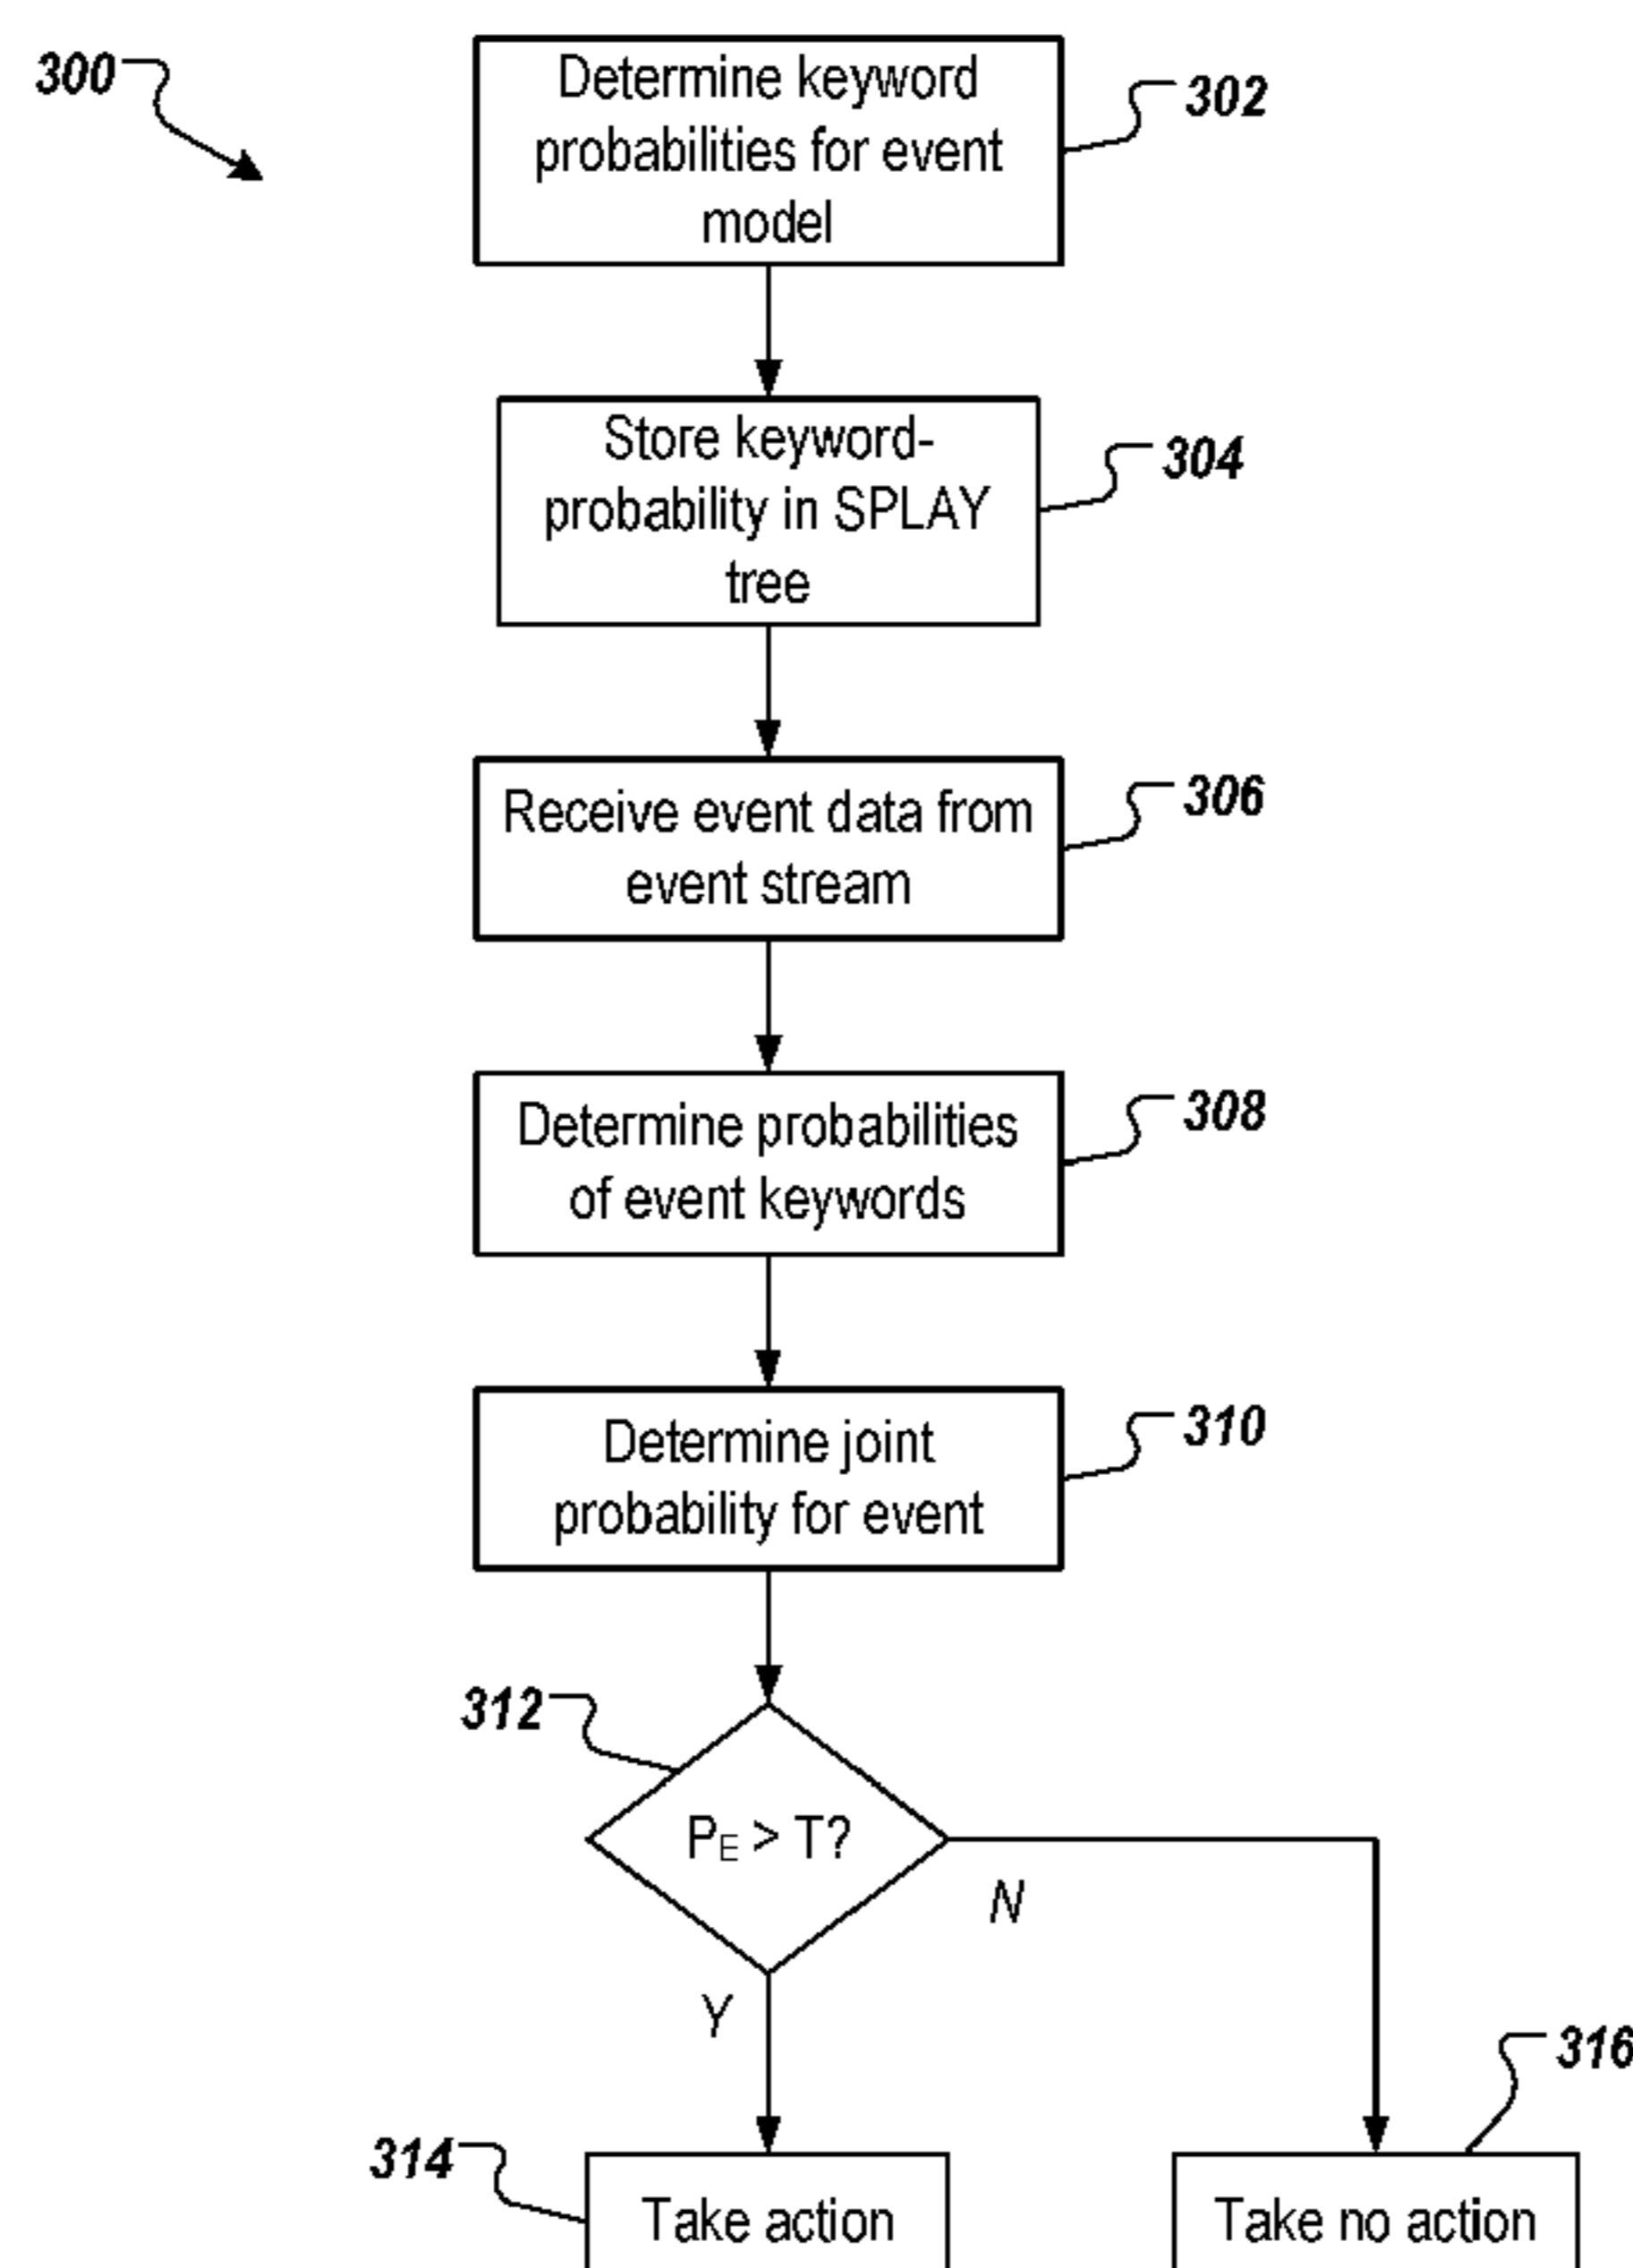 300
Determine keyword
probabilities for event
model
302
Store keyword-
probability in SPLAY
tree
304
Receive event data from
event stream
306
Determine probabilities
of event keywords
308
Determine joint
probability for event
310
312
PE > T?
N
Y
316
314
Take action
Take no action